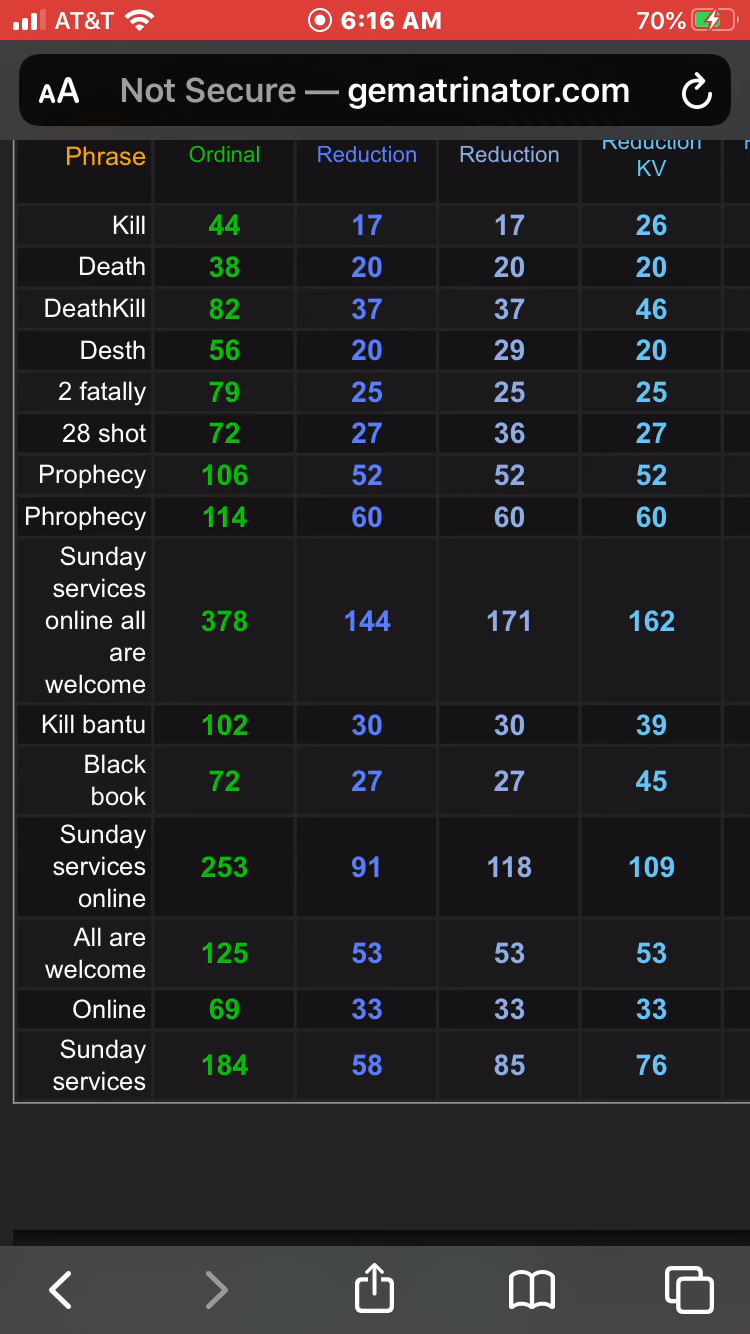 AT&T 6:16 AM 70%
AA Not Secure — gematrinator.com
Phrase Ordinal Reduction Reduction Reduction
KV
Kill 44 17 17 26
Death 38 20 20 20
DeathKill 82 37 37 46
Desth 56 20 29 20
2 fatally 79 25 25 25
28 shot 72 27 36 27
Prophecy 106 52 52 52
Phrophecy 114 60 60 60
Sunday
services
online all 378 144 171 162
are
welcome
Kill bantu 102 30 30 39
Black
book 72 27 27 45
Sunday
services 253 91 118 109
online
All are
welcome 125 53 53 53
Online 69 33 33 33
Sunday
services 184 58 85 76